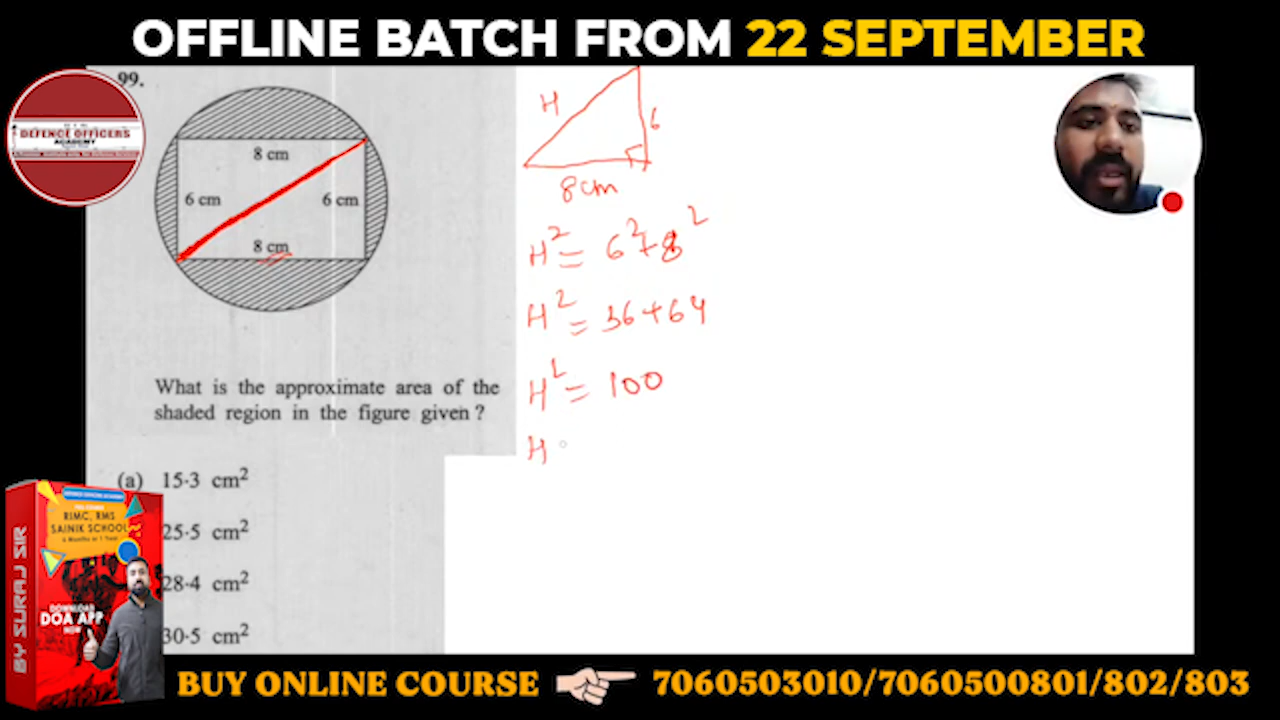 OFFLINE BATCH FROM 22 SEPTEMBER
99.
DEFENCE OFFICERS
ACADEMY
8 cm
6 cm
6 cm
8 cm
H
6
8cm
H² = 6² + 8²
H² = 36 + 64
H² = 100
H
What is the approximate area of the
shaded region in the figure given ?
(a) 15·3 cm²
25·5 cm²
28·4 cm²
30·5 cm²
BY SURAJ SIR
DEFENCE OFFICERS ACADEMY
RIMC, RMS
SAINIK SCHOOL
DOWNLOAD
DOA APP
NOW
BUY ONLINE COURSE 7060503010/7060500801/802/803